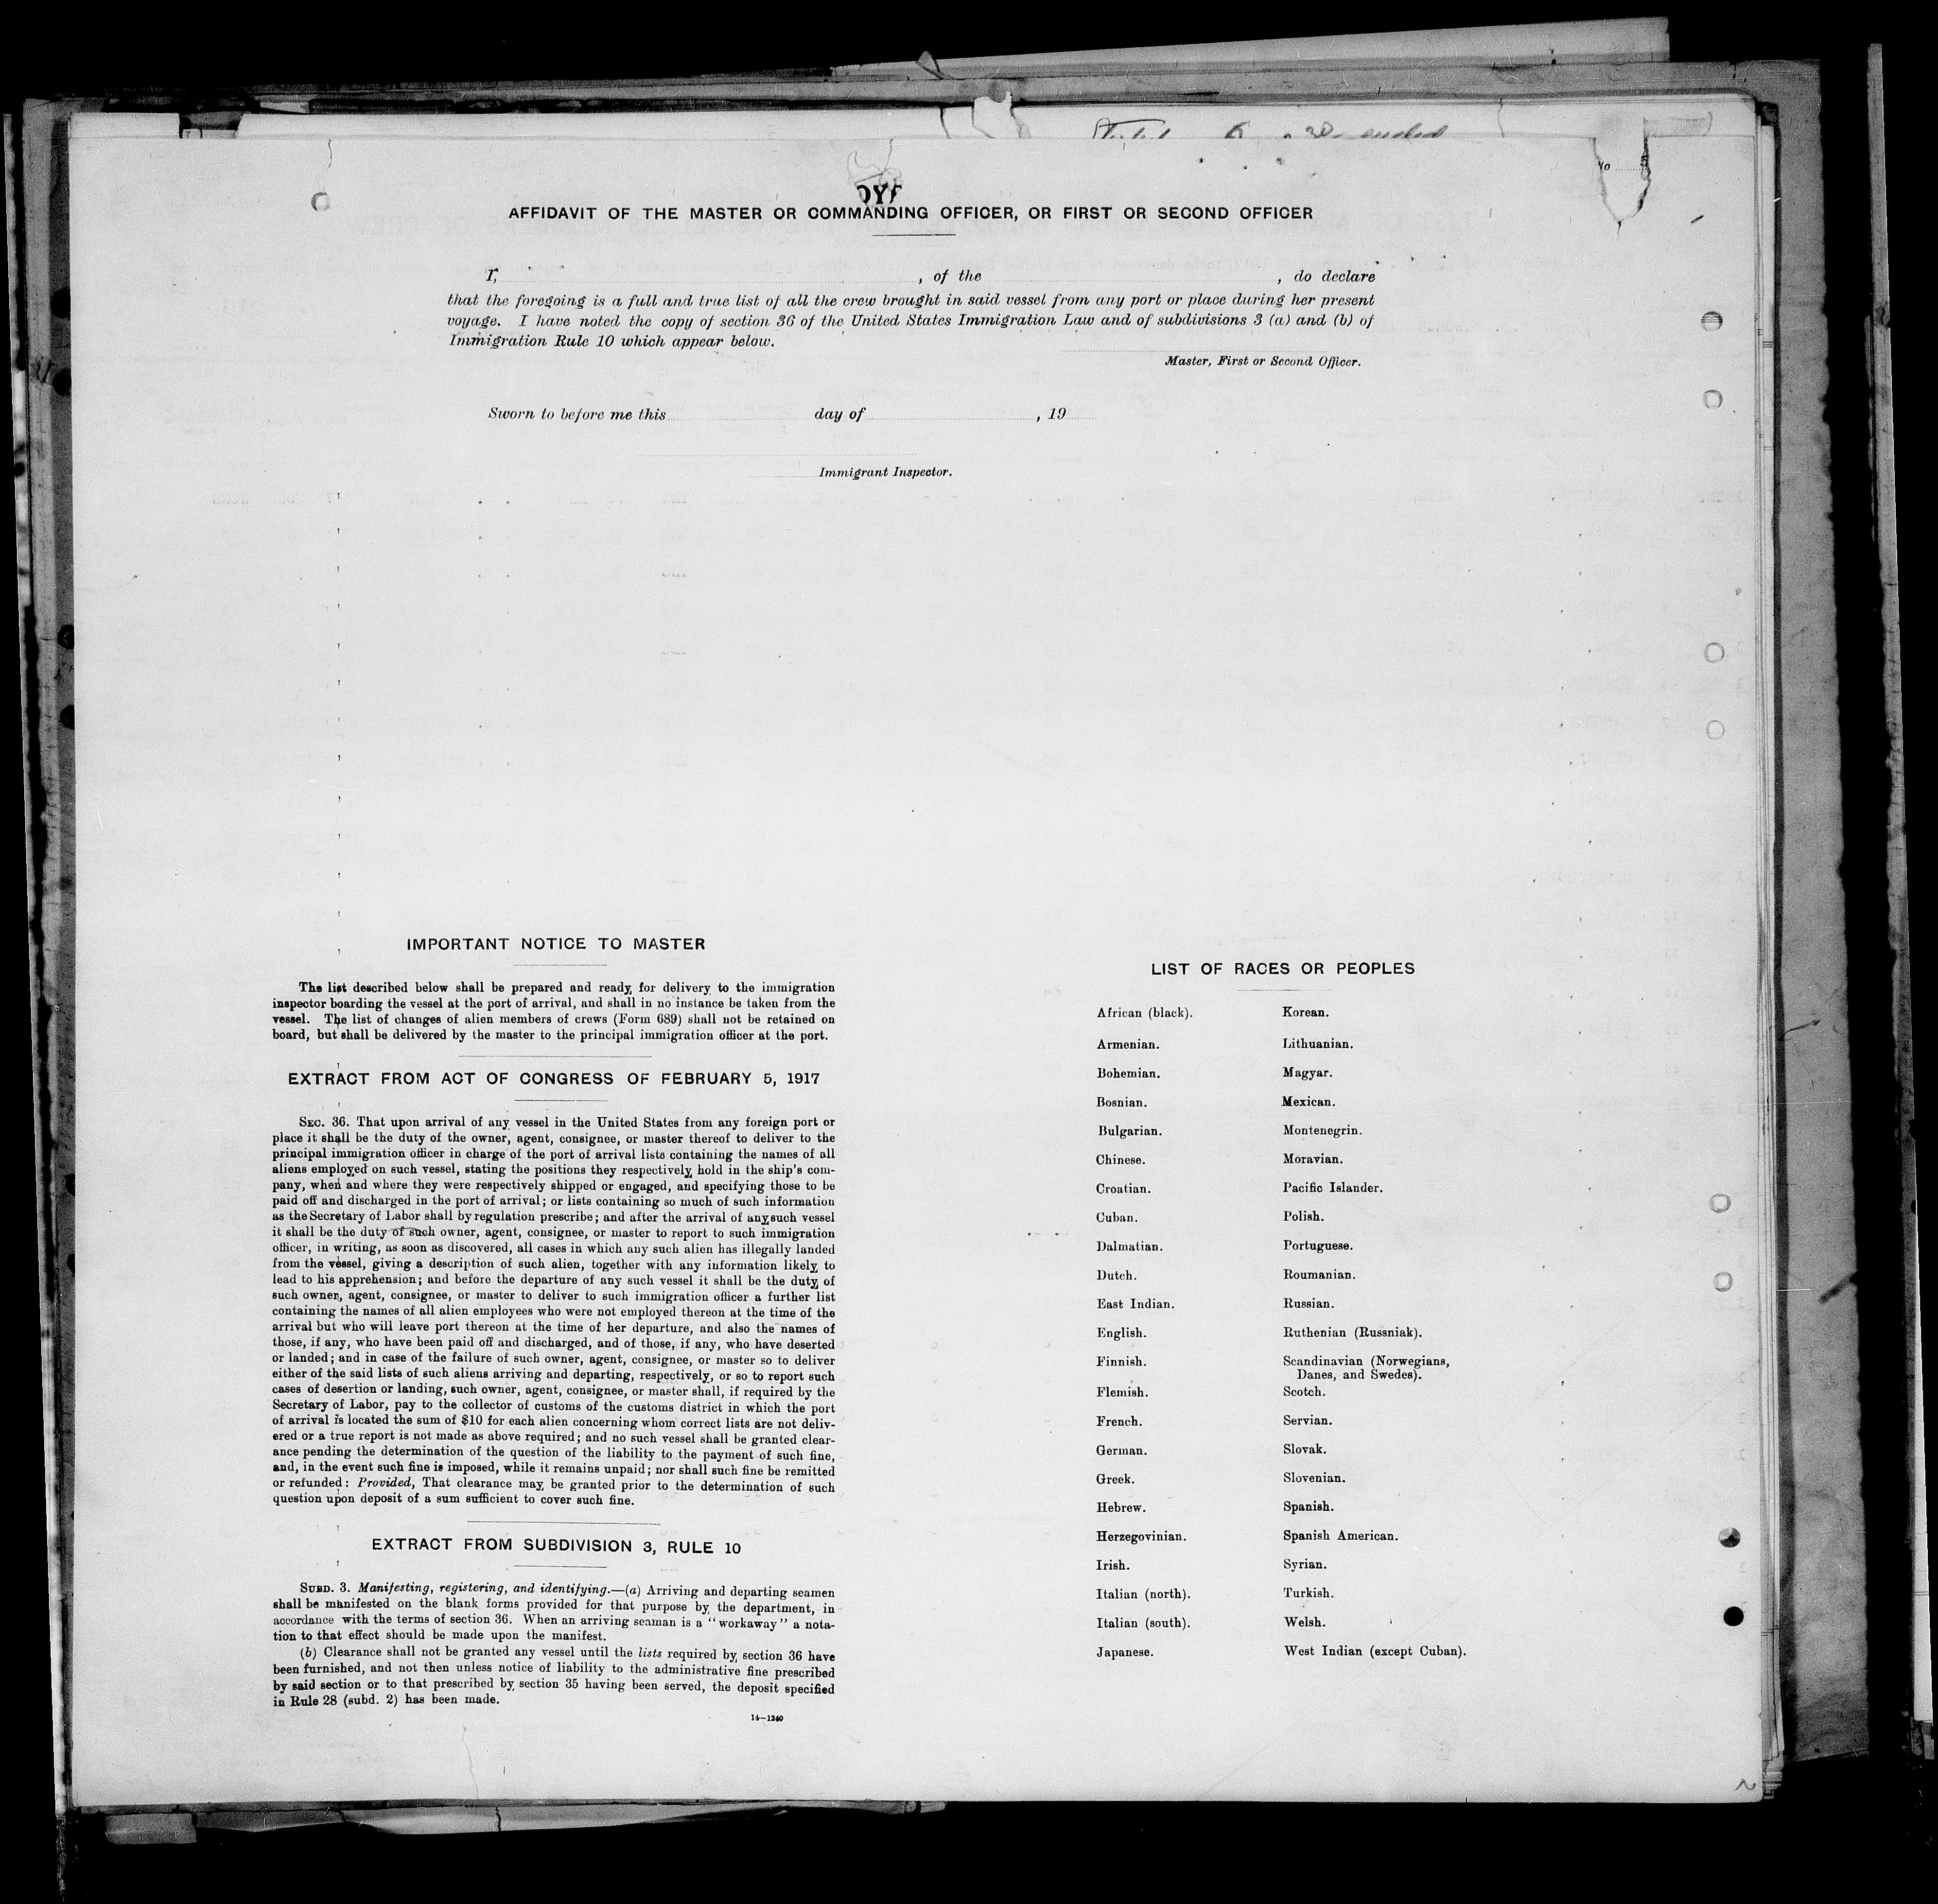 AFFIDAVIT OF THE MASTER OR COMMANDING OFFICER, OR FIRST OR SECOND OFFICER
I, , of the , do declare
that the foregoing is a full and true list of all the crew brought in said vessel from any port or place during her present
voyage. I have noted the copy of section 36 of the United States Immigration Law and of subdivisions 3 (a) and (b) of
Immigration Rule 10 which appear below.
Master, First or Second Officer.
Sworn to before me this day of , 19
Immigrant Inspector.
IMPORTANT NOTICE TO MASTER
The list described below shall be prepared and ready for delivery to the immigration
inspector boarding the vessel at the port of arrival, and shall in no instance be taken from the
vessel. The list of changes of alien members of crews (Form 689) shall not be retained on
board, but shall be delivered by the master to the principal immigration officer at the port.
EXTRACT FROM ACT OF CONGRESS OF FEBRUARY 5, 1917
SEC. 36. That upon arrival of any vessel in the United States from any foreign port or
place it shall be the duty of the owner, agent, consignee, or master thereof to deliver to the
principal immigration officer in charge of the port of arrival lists containing the names of all
aliens employed on such vessel, stating the positions they respectively hold in the ship's com-
pany, when and where they were respectively shipped or engaged, and specifying those to be
paid off and discharged in the port of arrival; or lists containing so much of such information
as the Secretary of Labor shall by regulation prescribe; and after the arrival of any such vessel
it shall be the duty of such owner, agent, consignee, or master to report to such immigration
officer, in writing, as soon as discovered, all cases in which any such alien has illegally landed
from the vessel, giving a description of such alien, together with any information likely to
lead to his apprehension; and before the departure of any such vessel it shall be the duty of
such owner, agent, consignee, or master to deliver to such immigration officer a further list
containing the names of all alien employees who were not employed thereon at the time of the
arrival but who will leave port thereon at the time of her departure, and also the names of
those, if any, who have been paid off and discharged, and of those, if any, who have deserted
or landed; and in case of the failure of such owner, agent, consignee, or master so to deliver
either of the said lists of such aliens arriving and departing, respectively, or so to report such
cases of desertion or landing, such owner, agent, consignee, or master shall, if required by the
Secretary of Labor, pay to the collector of customs of the customs district in which the port
of arrival is located the sum of $10 for each alien concerning whom correct lists are not deliv-
ered or a true report is not made as above required; and no such vessel shall be granted clear-
ance pending the determination of the question of the liability to the payment of such fine,
and, in the event such fine is imposed, while it remains unpaid; nor shall such fine be remitted
or refunded: Provided, That clearance may be granted prior to the determination of such
question upon deposit of a sum sufficient to cover such fine.
EXTRACT FROM SUBDIVISION 3, RULE 10
SUBD. 3. Manifesting, registering, and identifying.—(a) Arriving and departing seamen
shall be manifested on the blank forms provided for that purpose by the department, in
accordance with the terms of section 36. When an arriving seaman is a "workaway" a nota-
tion to that effect should be made upon the manifest.
(b) Clearance shall not be granted any vessel until the lists required by section 36 have
been furnished, and not then unless notice of liability to the administrative fine prescribed
by said section or to that prescribed by section 35 having been served, the deposit specified
in Rule 28 (subd. 2) has been made.
14—1240
LIST OF RACES OR PEOPLES
African (black).
Armenian.
Bohemian.
Bosnian.
Bulgarian.
Chinese.
Croatian.
Cuban.
Dalmatian.
Dutch.
East Indian.
English.
Finnish.
Flemish.
French.
German.
Greek.
Hebrew.
Herzegovinian.
Irish.
Italian (north).
Italian (south).
Japanese.
Korean.
Lithuanian.
Magyar.
Mexican.
Montenegrin.
Moravian.
Pacific Islander.
Polish.
Portuguese.
Roumanian.
Russian.
Ruthenian (Russniak).
Scandinavian (Norwegians,
Danes, and Swedes).
Scotch.
Servian.
Slovak.
Slovenian.
Spanish.
Spanish American.
Syrian.
Turkish.
Welsh.
West Indian (except Cuban).